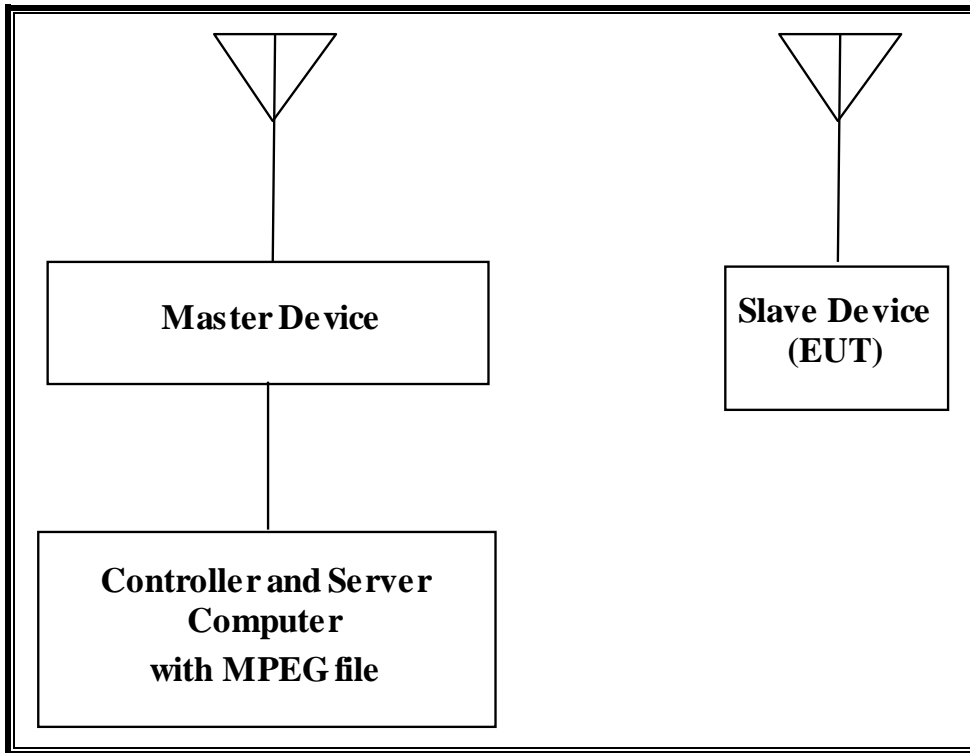 Master Device
Slave Device
(EUT)
Controller and Server
Computer
with MPEG file